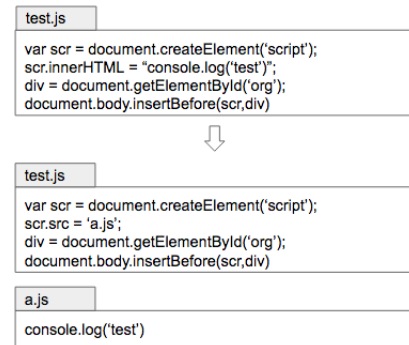 test.js
var scr = document.createElement(‘script’);
scr.innerHTML = “console.log(‘test’)”;
div = document.getElementById(‘org’);
document.body.insertBefore(scr,div)
test.js
var scr = document.createElement(‘script’);
scr.src = ‘a.js’;
div = document.getElementById(‘org’);
document.body.insertBefore(scr,div)
a.js
console.log(‘test’)